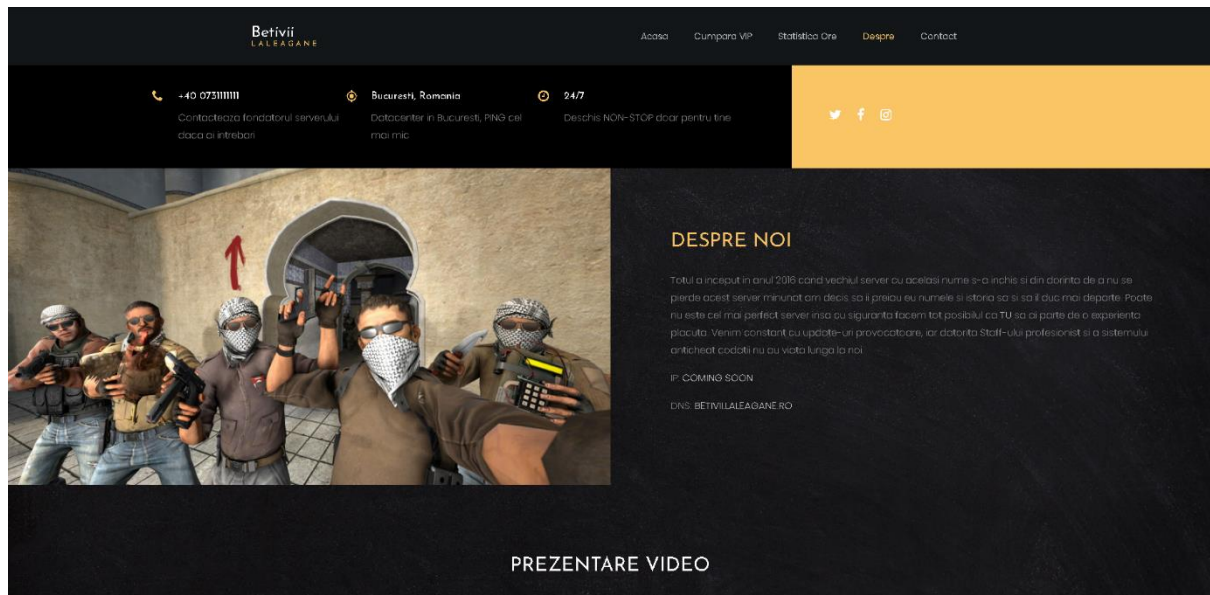 Betivii
LALEAGANE
Acasa Cumpara VIP Statistica Ore Despre Contact
+40 0731111111
Contacteaza fondatorul serverului
daca ai intrebari
Bucuresti, Romania
Datacenter in Bucuresti, PING cel
mai mic
24/7
Deschis NON-STOP doar pentru tine
DESPRE NOI
Totul a inceput in anul 2016 cand vechiul server cu acelasi nume s-a inchis si din dorinta de a nu se
pierde acest server minunat am decis sa ii preiau eu numele si istoria sa si sa il duc mai departe. Poate
nu este cel mai perfect server insa cu siguranta facem tot posibilul ca TU sa ai parte de o experienta
placuta. Venim constant cu update-uri provocatoare, iar datorita Staff-ului profesionist si a sistemului
anticheat codatii nu au viata lunga la noi
IP: COMING SOON
DNS: BETIVII.LALEAGANE.RO
PREZENTARE VIDEO